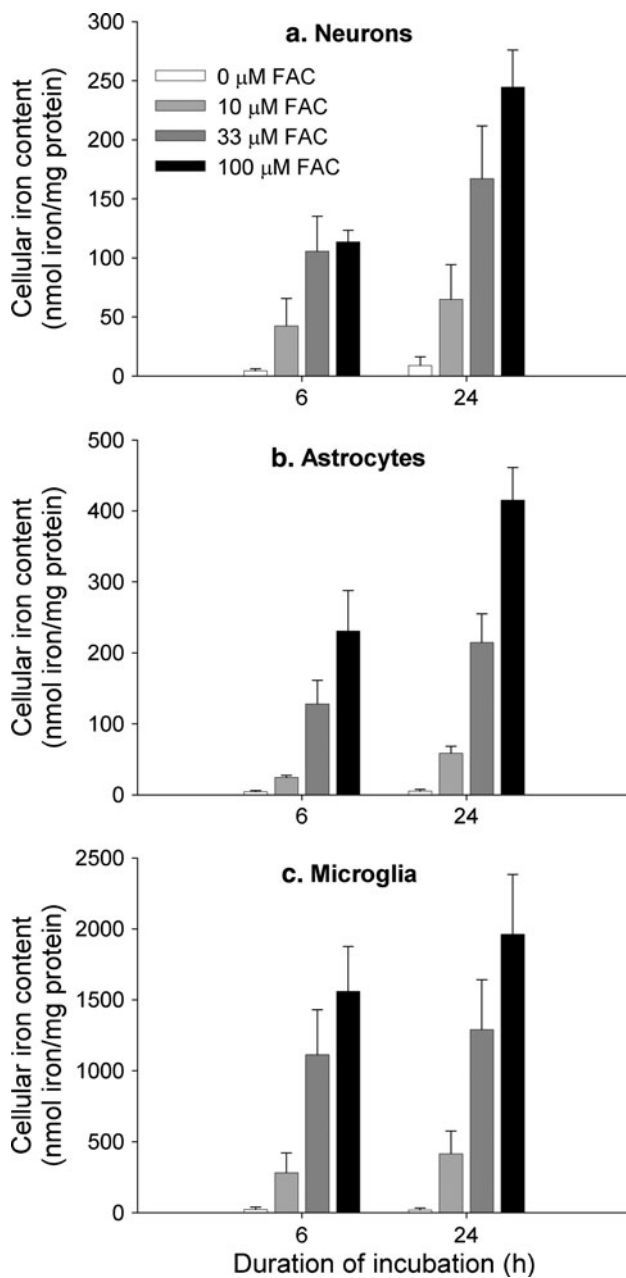 a. Neurons
0 μM FAC
10 μM FAC
33 μM FAC
100 μM FAC
Cellular iron content
(nmol iron/mg protein)
300
250
200
150
100
50
0
6 24
b. Astrocytes
Cellular iron content
(nmol iron/mg protein)
500
400
300
200
100
0
6 24
c. Microglia
Cellular iron content
(nmol iron/mg protein)
2500
2000
1500
1000
500
0
6 24
Duration of incubation (h)